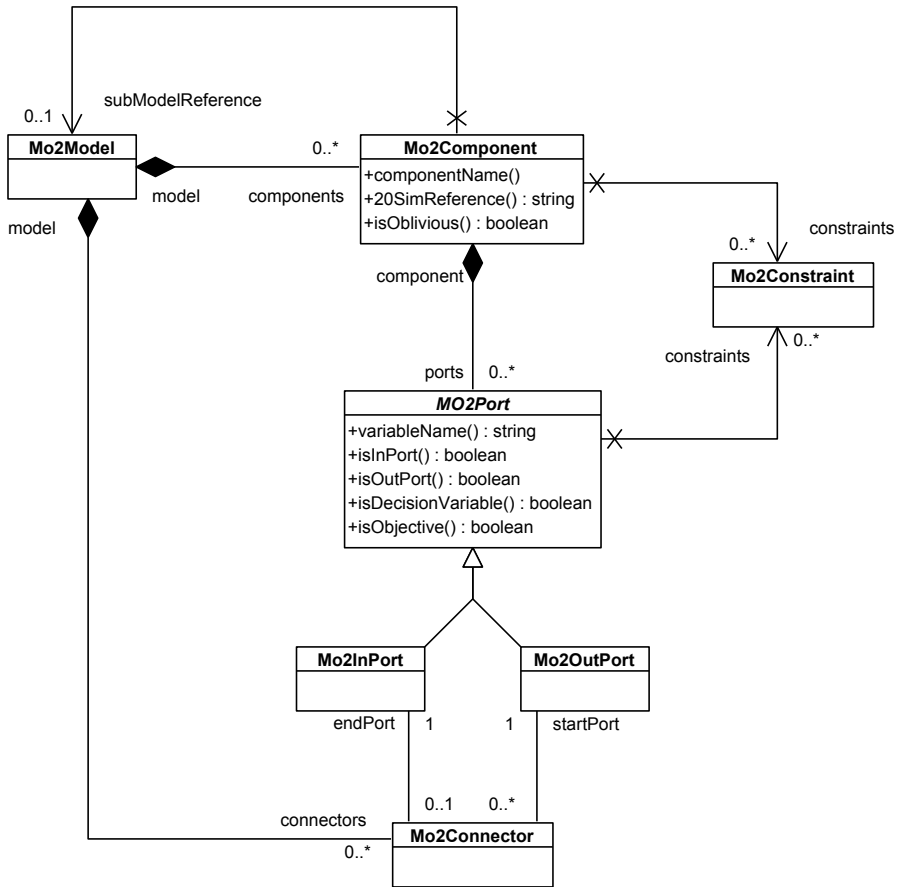 subModelReference
0..1
Mo2Model
model
model
0..*
components
Mo2Component
+componentName()
+20SimReference() : string
+isOblivious() : boolean
component
constraints
0..*
Mo2Constraint
0..*
constraints
ports 0..*
MO2Port
+variableName() : string
+isInPort() : boolean
+isOutPort() : boolean
+isDecisionVariable() : boolean
+isObjective() : boolean
Mo2InPort
Mo2OutPort
endPort 1
1 startPort
0..1 0..*
connectors
0..*
Mo2Connector